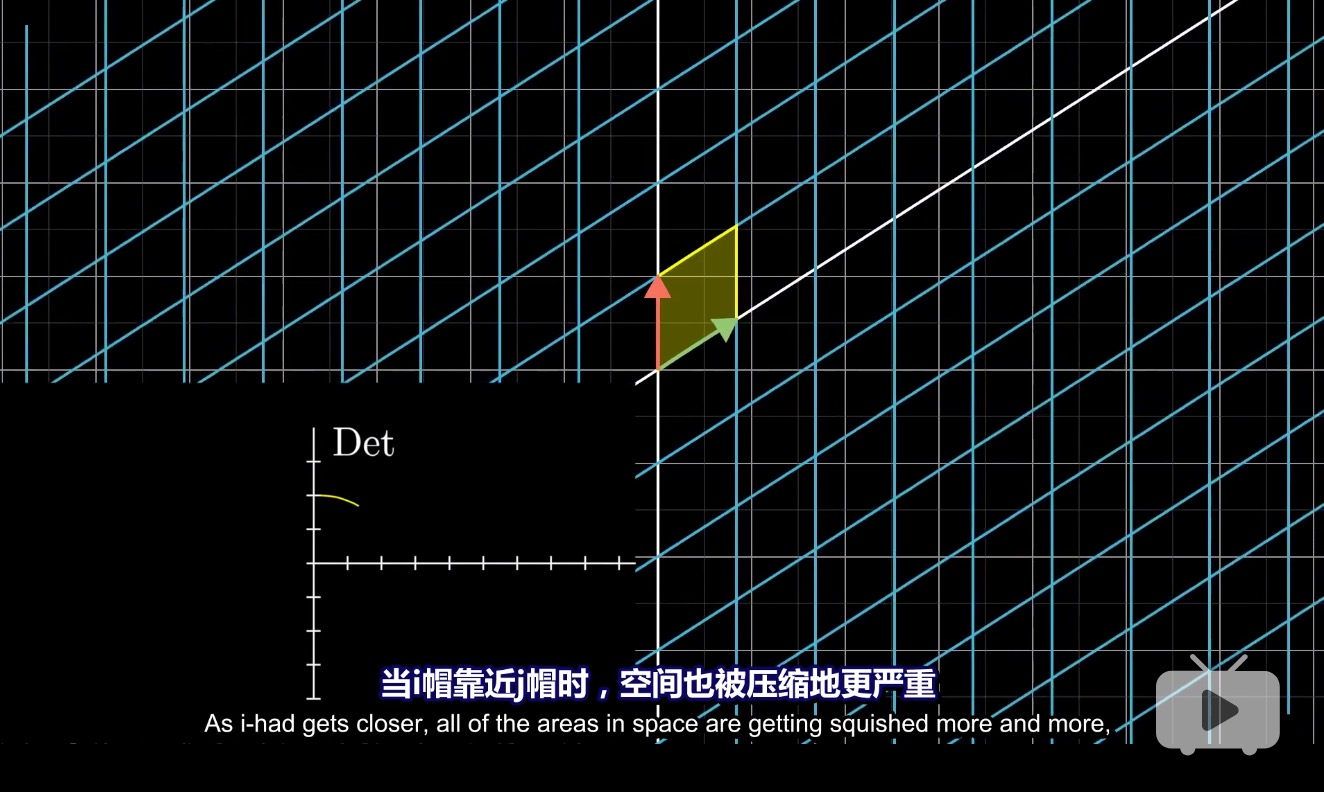 Det
当i帽靠近j帽时，空间也被压缩地更严重
As i-had gets closer, all of the areas in space are getting squished more and more,